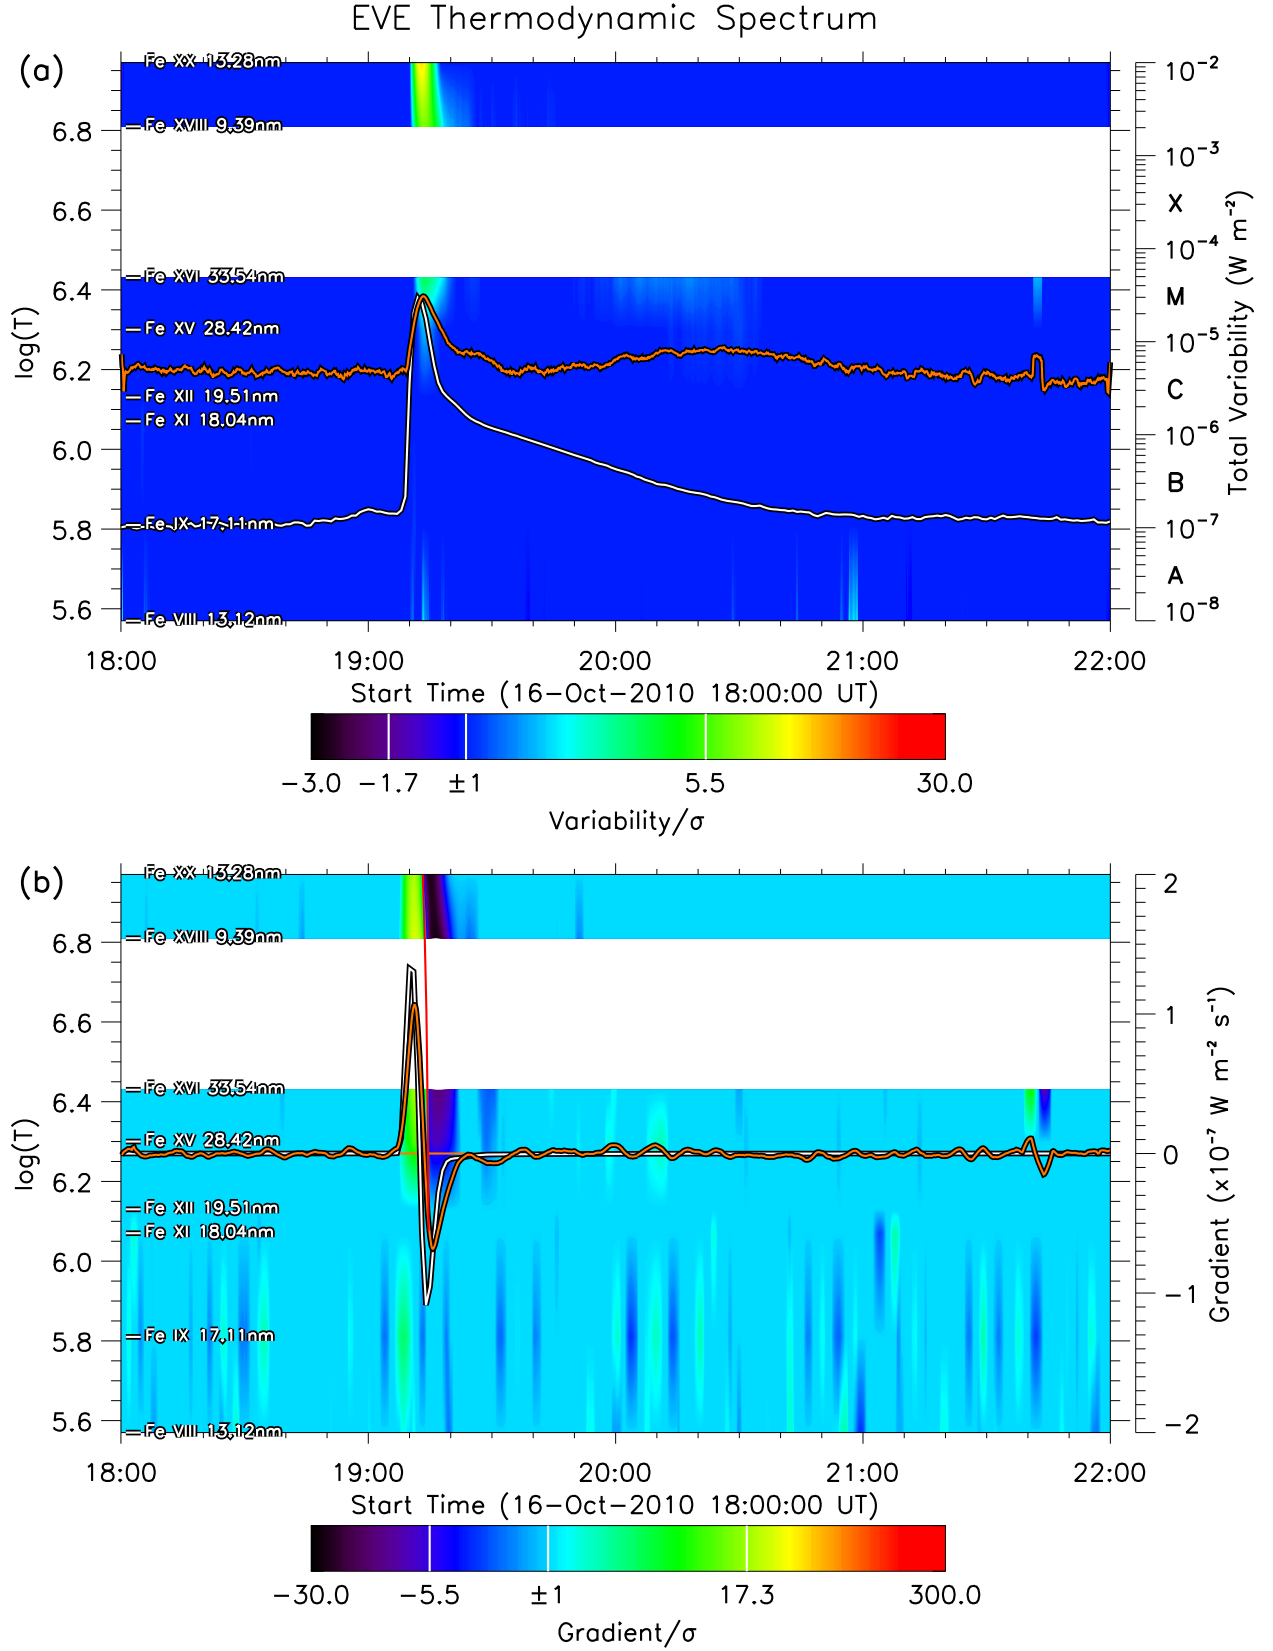 EVE Thermodynamic Spectrum
(a)
Fe XX 13.28nm
Fe XVIII 9.39nm
Fe XVI 33.54nm
Fe XV 28.42nm
Fe XII 19.51nm
Fe XI 18.04nm
Fe IX 17.11nm
Fe VIII 13.12nm
6.8
6.6
6.4
6.2
6.0
5.8
5.6
log(T)
10⁻²
10⁻³
X
10⁻⁴
M
10⁻⁵
C
10⁻⁶
B
10⁻⁷
A
10⁻⁸
Total Variability (W m⁻²)
18:00 19:00 20:00 21:00 22:00
Start Time (16-Oct-2010 18:00:00 UT)
-3.0 -1.7 ±1 5.5 30.0
Variability/σ
(b)
Fe XX 13.28nm
Fe XVIII 9.39nm
Fe XVI 33.54nm
Fe XV 28.42nm
Fe XII 19.51nm
Fe XI 18.04nm
Fe IX 17.11nm
Fe VIII 13.12nm
6.8
6.6
6.4
6.2
6.0
5.8
5.6
log(T)
2
1
0
-1
-2
Gradient (x10⁻⁷ W m⁻² s⁻¹)
18:00 19:00 20:00 21:00 22:00
Start Time (16-Oct-2010 18:00:00 UT)
-30.0 -5.5 ±1 17.3 300.0
Gradient/σ